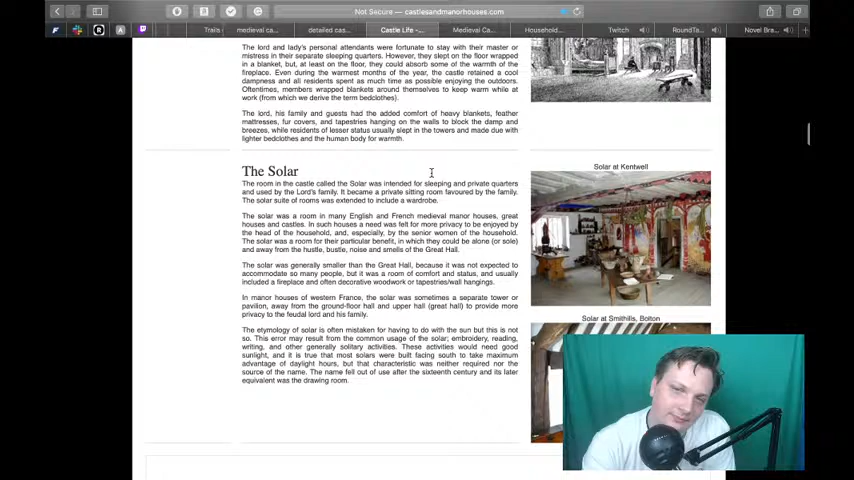 Not Secure — castlesandmanorhouses.com
Trails
medieval ca...
detailed cas...
Castle Life -...
Medieval Ca...
Household...
Twitch
RoundTa...
Novel Bra...
The lord and lady's personal attendants were fortunate to stay with their master or
mistress in their separate sleeping quarters. However, they slept on the floor wrapped
in a blanket, but, at least on the floor, they could absorb some of the warmth of the
fireplace. Even during the warmest months of the year, the castle retained a cool
dampness and all residents spent as much time as possible enjoying the outdoors.
Oftentimes, members wrapped blankets around themselves to keep warm while at
work (from which we derive the term bedclothes).
The lord, his family and guests had the added comfort of heavy blankets, feather
mattresses, fur covers, and tapestries hanging on the walls to block the damp and
breezes, while residents of lesser status usually slept in the towers and made due with
lighter bedclothes and the human body for warmth.
The Solar
The room in the castle called the Solar was intended for sleeping and private quarters
and used by the Lord's family. It became a private sitting room favoured by the family.
The solar suite of rooms was extended to include a wardrobe.
The solar was a room in many English and French medieval manor houses, great
houses and castles. In such houses a need was felt for more privacy to be enjoyed by
the head of the household, and, especially, by the senior women of the household.
The solar was a room for their particular benefit, in which they could be alone (or sole)
and away from the hustle, bustle, noise and smells of the Great Hall.
The solar was generally smaller than the Great Hall, because it was not expected to
accommodate so many people, but it was a room of comfort and status, and usually
included a fireplace and often decorative woodwork or tapestries/wall hangings.
In manor houses of western France, the solar was sometimes a separate tower or
pavilion, away from the ground-floor hall and upper hall (great hall) to provide more
privacy to the feudal lord and his family.
The etymology of solar is often mistaken for having to do with the sun but this is not
so. This error may result from the common usage of the solar; embroidery, reading,
writing, and other generally solitary activities. These activities would need good
sunlight, and it is true that most solars were built facing south to take maximum
advantage of daylight hours, but that characteristic was neither required nor the
source of the name. The name fell out of use after the sixteenth century and its later
equivalent was the drawing room.
Solar at Kentwell
Solar at Smithills, Bolton